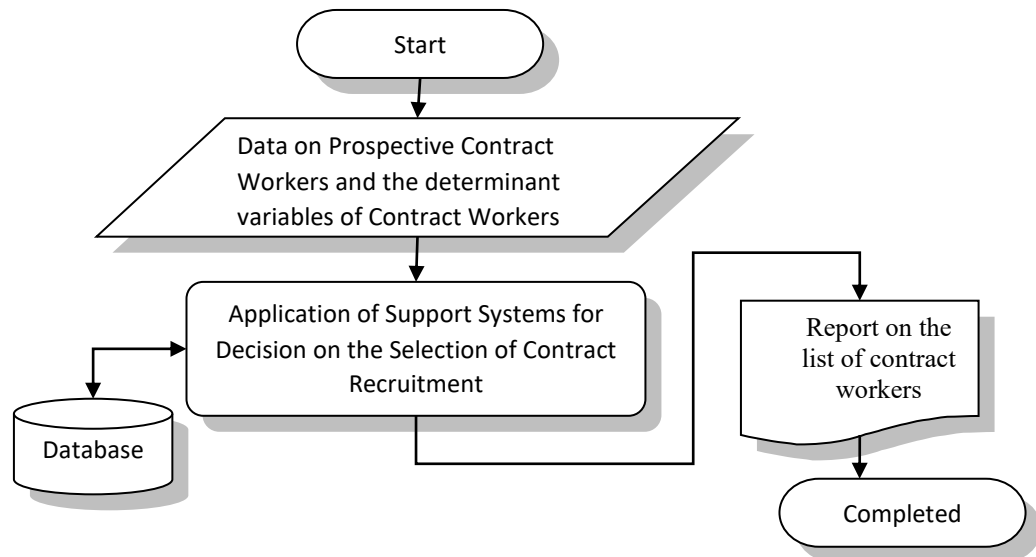 Start
Data on Prospective Contract
Workers and the determinant
variables of Contract Workers
Application of Support Systems for
Decision on the Selection of Contract
Recruitment
Database
Report on the
list of contract
workers
Completed